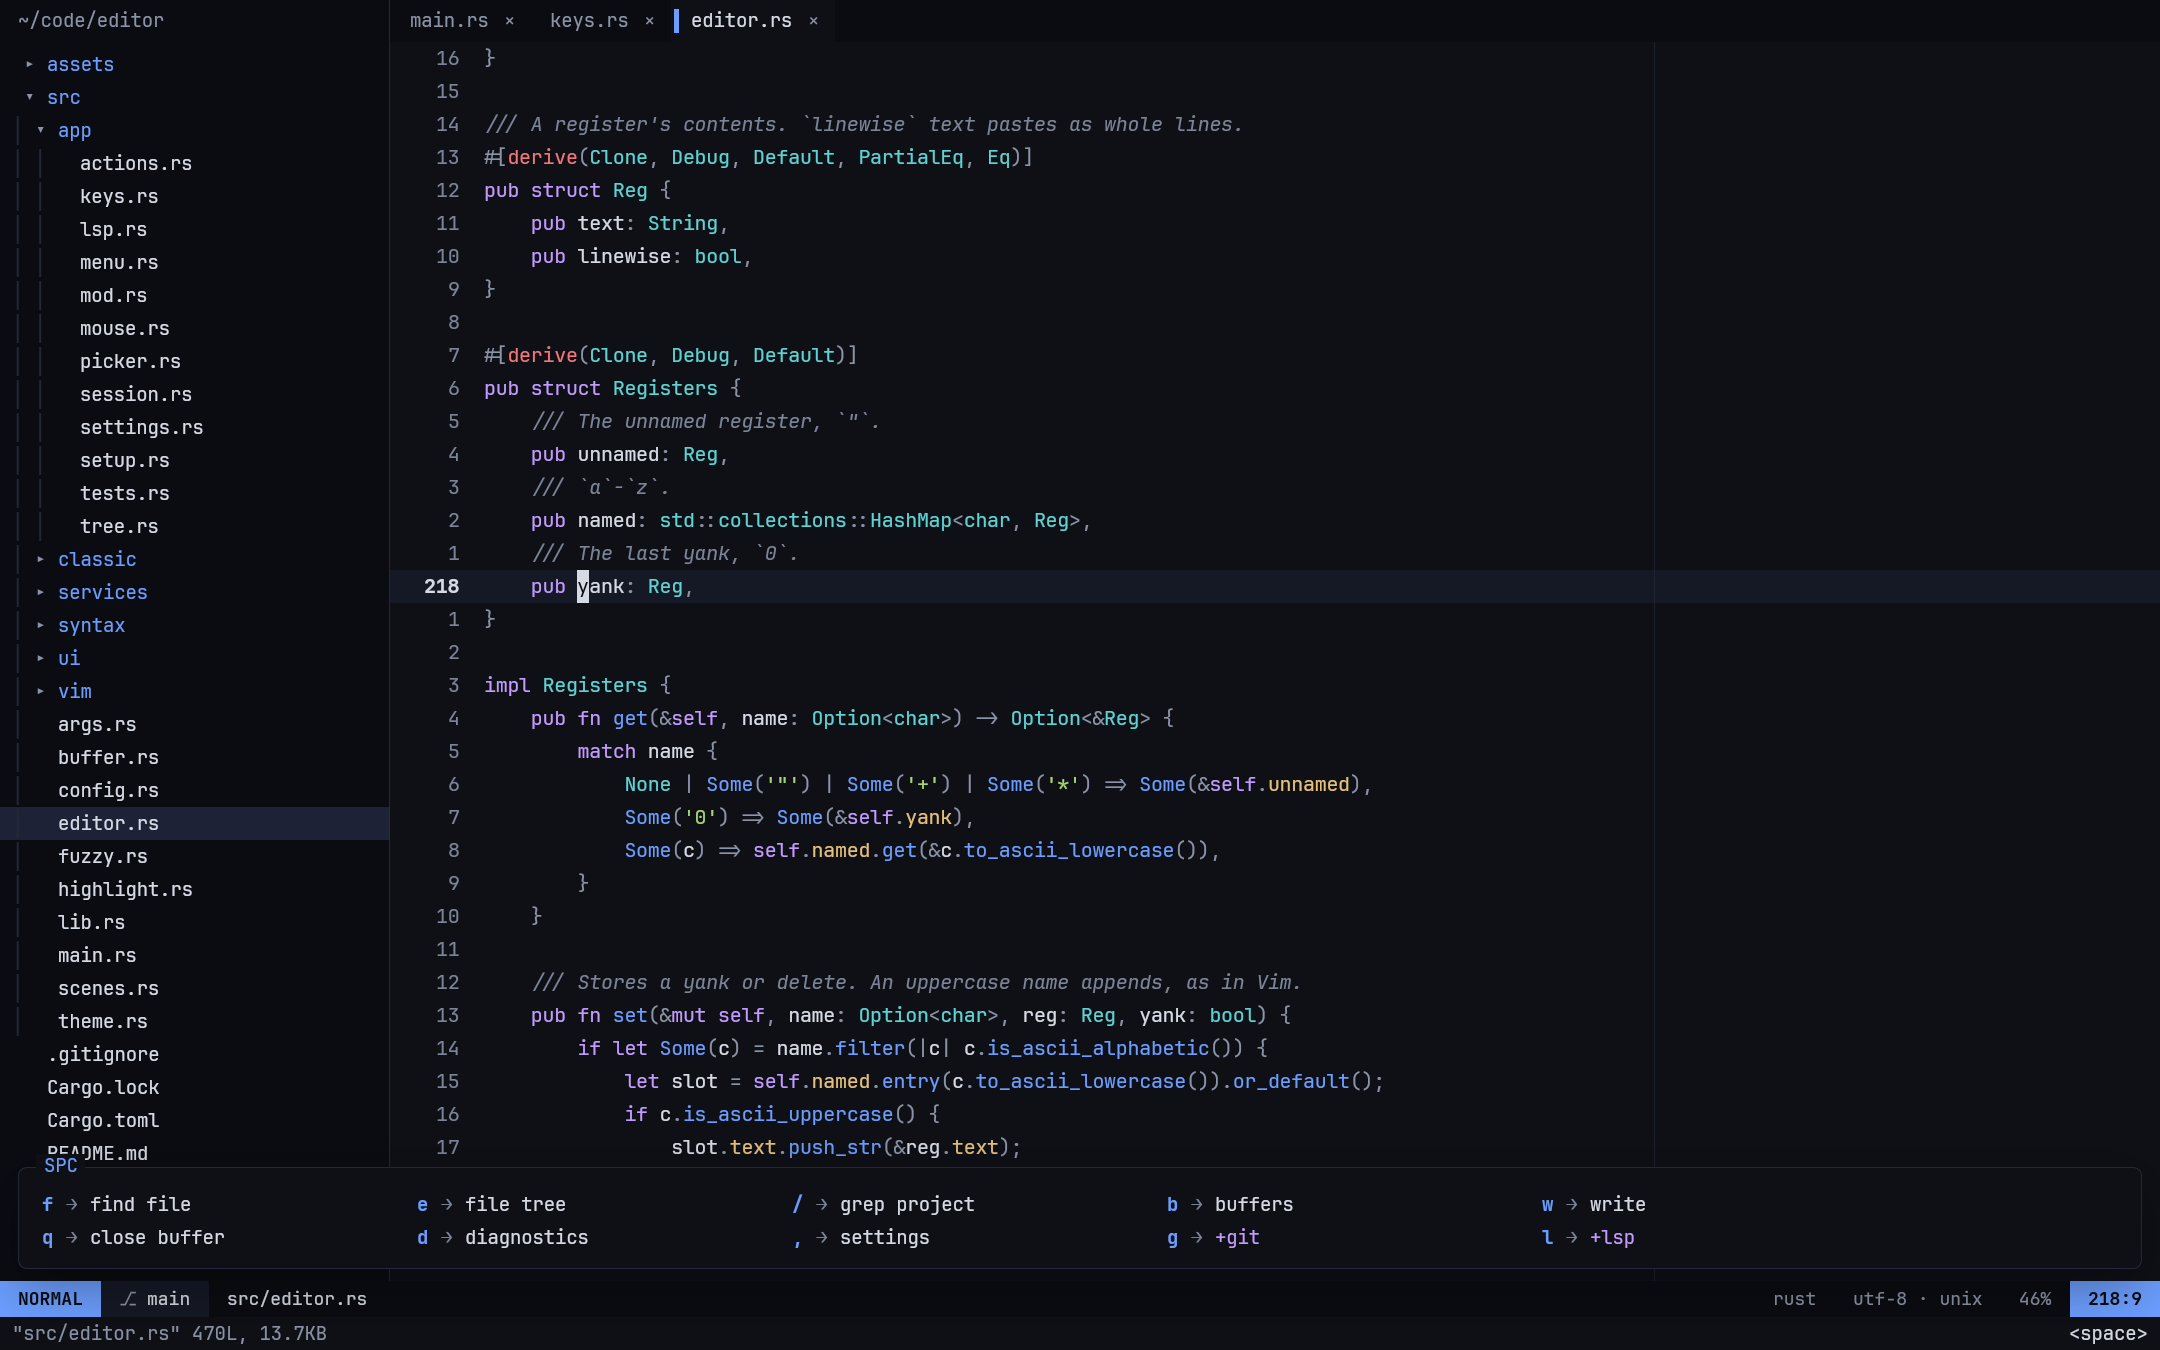 ~/code/editor
▸ assets
▾ src
▾ app
actions.rs
keys.rs
lsp.rs
menu.rs
mod.rs
mouse.rs
picker.rs
session.rs
settings.rs
setup.rs
tests.rs
tree.rs
▸ classic
▸ services
▸ syntax
▸ ui
▸ vim
args.rs
buffer.rs
config.rs
editor.rs
fuzzy.rs
highlight.rs
lib.rs
main.rs
scenes.rs
theme.rs
.gitignore
Cargo.lock
Cargo.toml
README.md
main.rs × keys.rs × editor.rs ×
16 }
15
14 /// A register's contents. `linewise` text pastes as whole lines.
13 #[derive(Clone, Debug, Default, PartialEq, Eq)]
12 pub struct Reg {
11     pub text: String,
10     pub linewise: bool,
9 }
8
7 #[derive(Clone, Debug, Default)]
6 pub struct Registers {
5     /// The unnamed register, `"`.
4     pub unnamed: Reg,
3     /// `a`-`z`.
2     pub named: std::collections::HashMap<char, Reg>,
1     /// The last yank, `0`.
218     pub yank: Reg,
1 }
2
3 impl Registers {
4     pub fn get(&self, name: Option<char>) -> Option<&Reg> {
5         match name {
6             None | Some('"') | Some('+') | Some('*') => Some(&self.unnamed),
7             Some('0') => Some(&self.yank),
8             Some(c) => self.named.get(&c.to_ascii_lowercase()),
9         }
10     }
11
12     /// Stores a yank or delete. An uppercase name appends, as in Vim.
13     pub fn set(&mut self, name: Option<char>, reg: Reg, yank: bool) {
14         if let Some(c) = name.filter(|c| c.is_ascii_alphabetic()) {
15             let slot = self.named.entry(c.to_ascii_lowercase()).or_default();
16             if c.is_ascii_uppercase() {
17                 slot.text.push_str(&reg.text);
SPC
f → find file e → file tree / → grep project b → buffers w → write
q → close buffer d → diagnostics , → settings g → +git l → +lsp
NORMAL main src/editor.rs rust utf-8 · unix 46% 218:9
"src/editor.rs" 470L, 13.7KB <space>